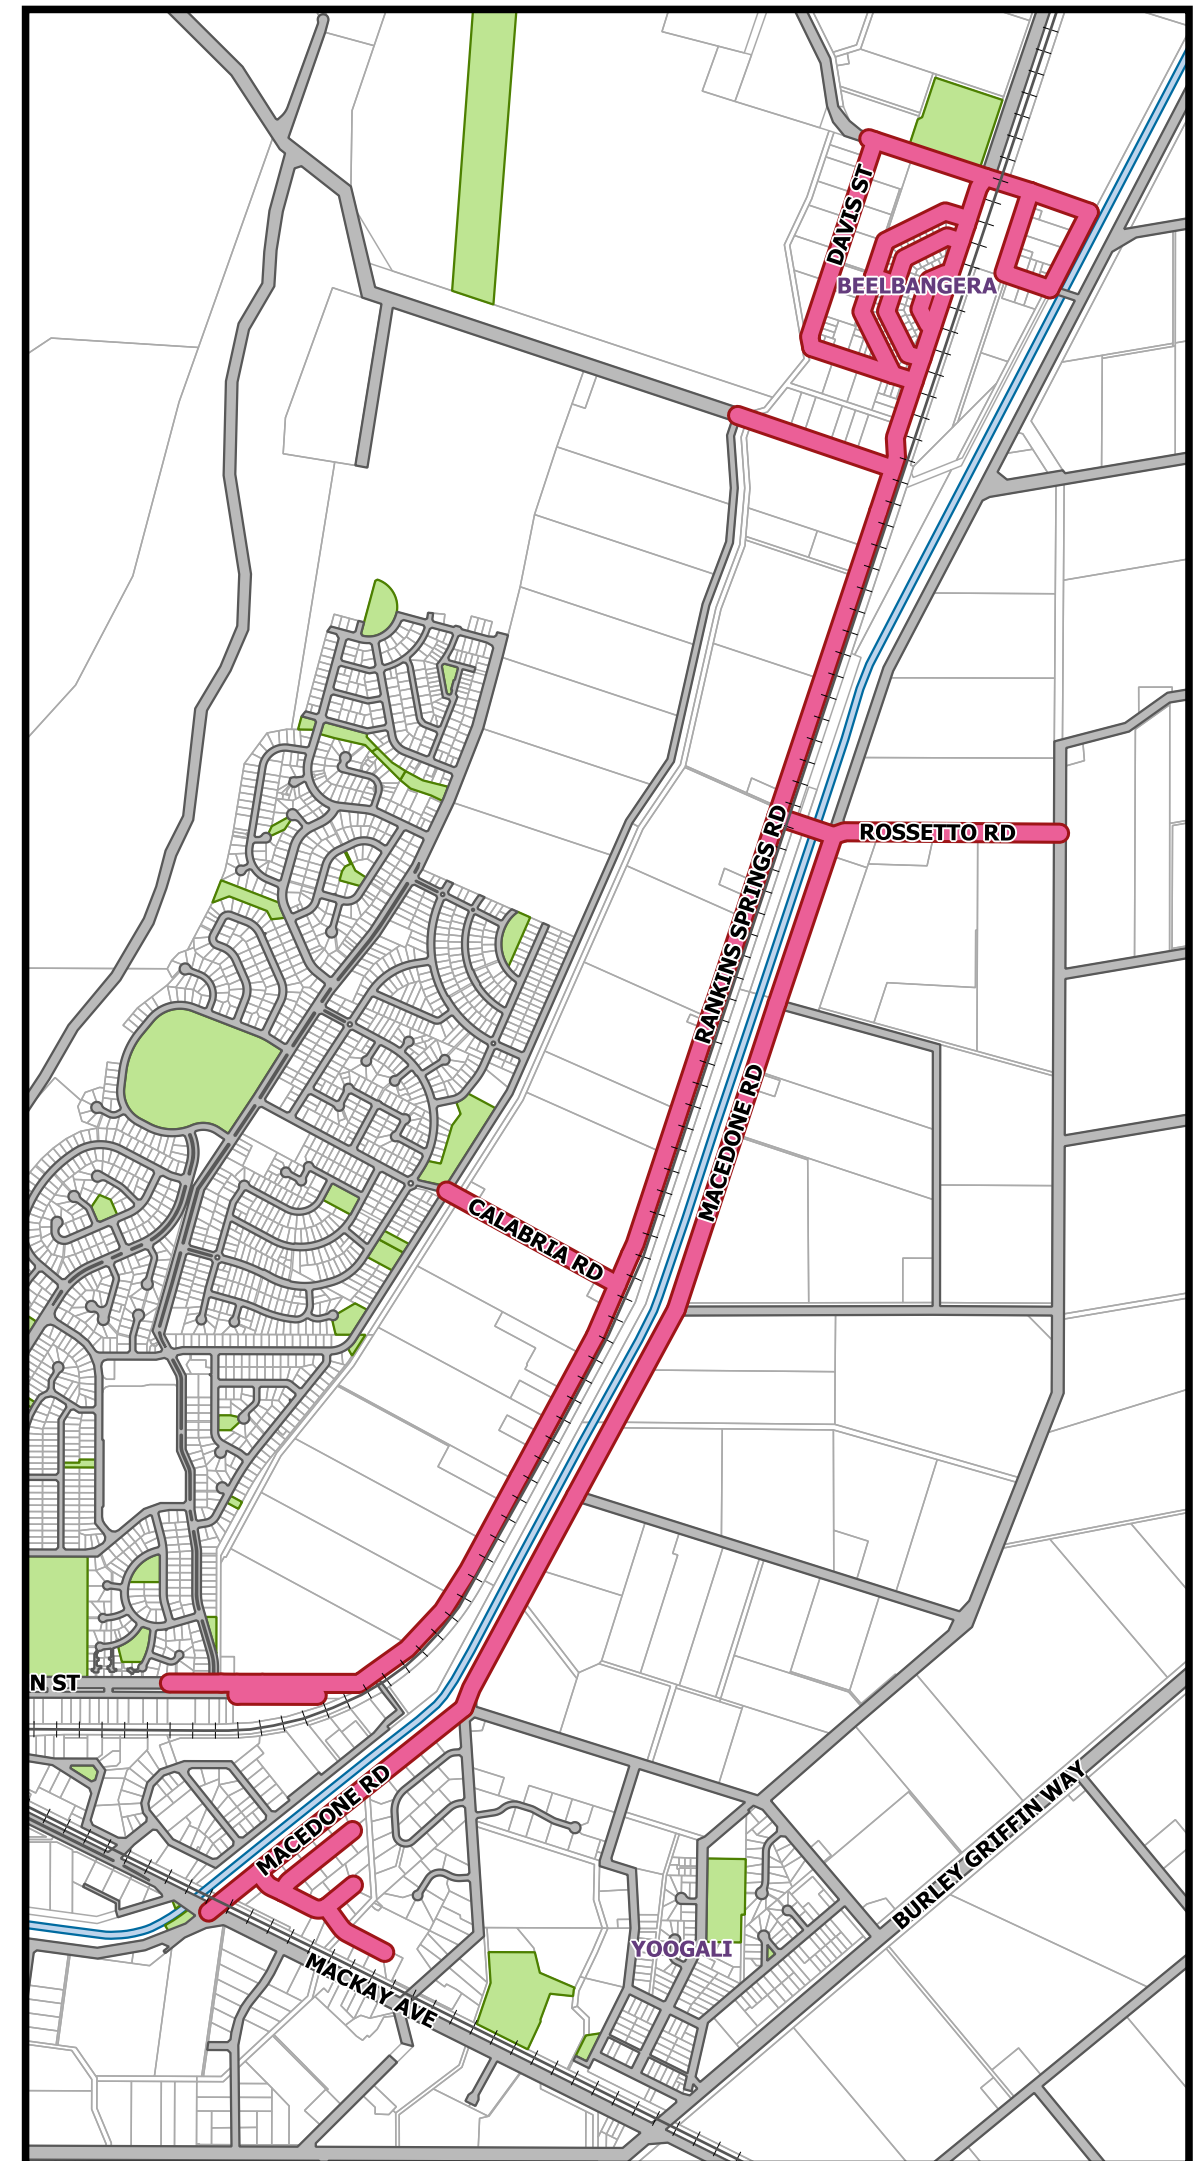 DAVIS ST
BEELBANGERA
ROSSETTO RD
RANKINS SPRINGS RD
MACEDONE RD
CALABRIA RD
N ST
MACEDONE RD
BURLEY GRIFFIN WAY
YOOGALI
MACKAY AVE